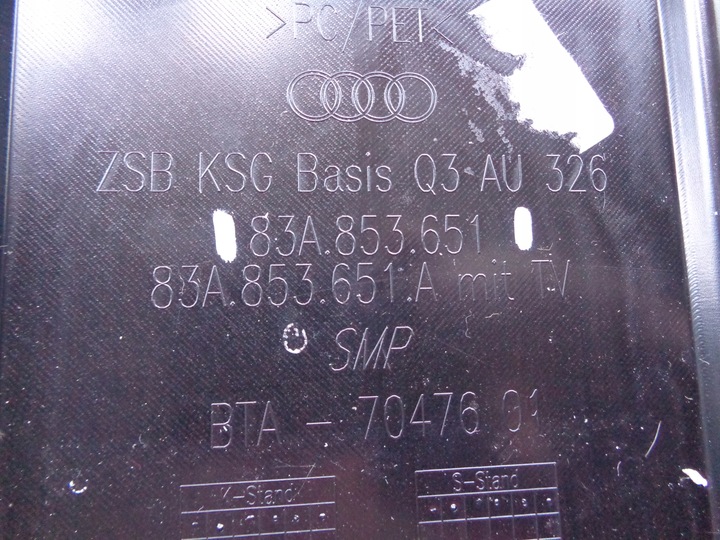 >PC/PET<
ZSB KSG Basis Q3 AU 326
83A.853.651
83A.853.651.A mit TV
SMP
BTA - 70476 01
K-Stand
S-Stand